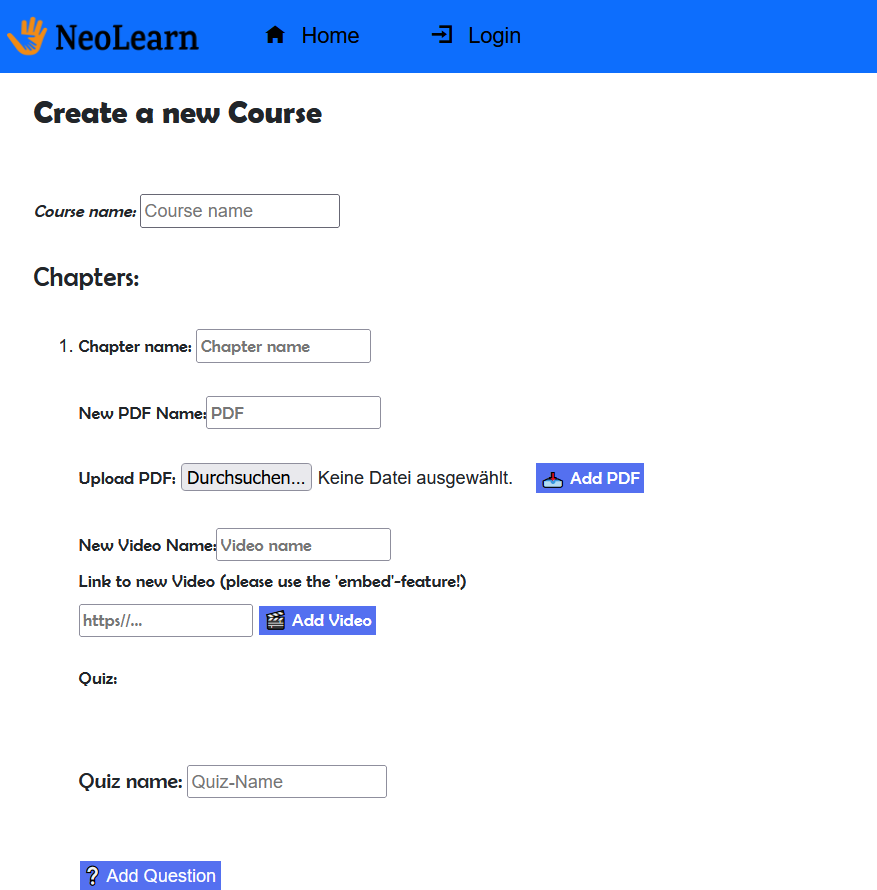 NeoLearn Home Login
Create a new Course
Course name: Course name
Chapters:
1. Chapter name: Chapter name
New PDF Name: PDF
Upload PDF: Durchsuchen... Keine Datei ausgewählt. Add PDF
New Video Name: Video name
Link to new Video (please use the 'embed'-feature!)
https//... Add Video
Quiz:
Quiz name: Quiz-Name
? Add Question